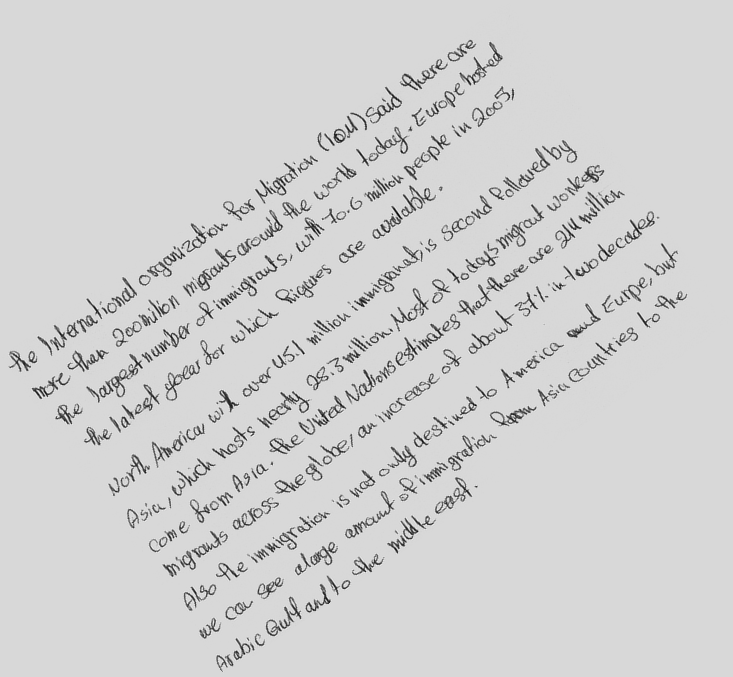 The International organization for Migration (IOM) said there are
more than 200 million migrants around the world today. Europe hosted
the largest number of immigrants, with 70.6 million people in 2005,
the latest year for which figures are available.
North America, with over 45.1 million immigrants, is second followed by
Asia, which hosts nearly 28.3 million. Most of todays migrant workers
come from Asia. the United Nations estimates that there are 214 million
migrants across the globe, an increase of about 37% in two decades.
Also the immigration is not only destined to America and Europe, but
we can see a large amount of immigration from Asia countries to the
Arabic Gulf and to the middle east.